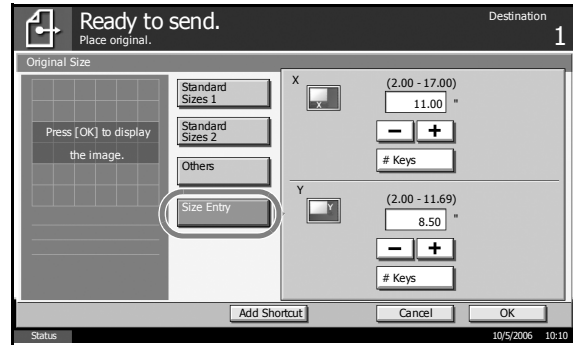 Ready to send.
Place original.
Destination
1
Original Size
Press [OK] to display
the image.
Standard
Sizes 1
Standard
Sizes 2
Others
Size Entry
X
X
(2.00 - 17.00)
11.00 "
− +
# Keys
Y
Y
(2.00 - 11.69)
8.50 "
− +
# Keys
Add Shortcut
Cancel
OK
Status
10/5/2006 10:10